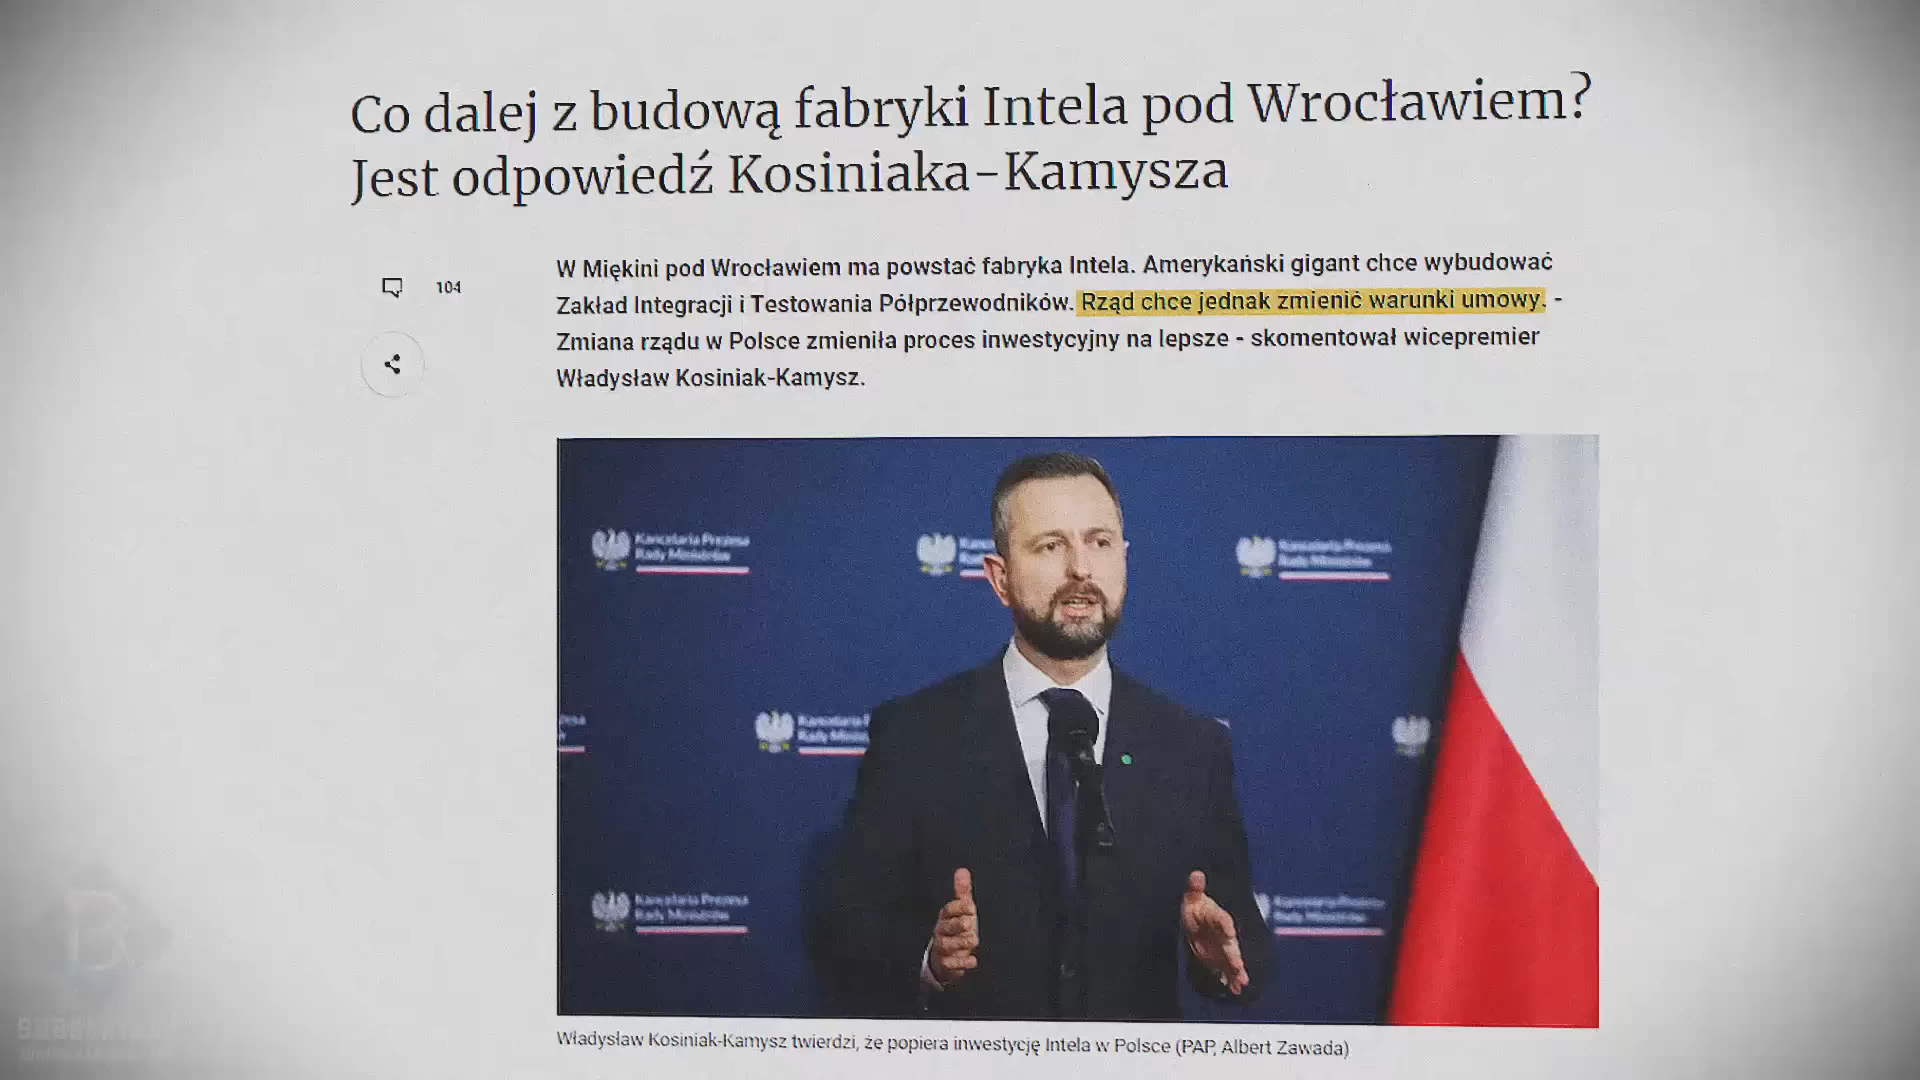 Co dalej z budową fabryki Intela pod Wrocławiem?
Jest odpowiedź Kosiniaka-Kamysza
104
W Miękini pod Wrocławiem ma powstać fabryka Intela. Amerykański gigant chce wybudować
Zakład Integracji i Testowania Półprzewodników. Rząd chce jednak zmienić warunki umowy. -
Zmiana rządu w Polsce zmieniła proces inwestycyjny na lepsze - skomentował wicepremier
Władysław Kosiniak-Kamysz.
Kancelaria Prezesa
Rady Ministrów
Kancelaria Prezesa
Rady Ministrów
Kancelaria
Rady
Kancelaria Prezesa
Rady Ministrów
Kancelaria Prezesa
Rady Ministrów
Władysław Kosiniak-Kamysz twierdzi, że popiera inwestycję Intela w Polsce (PAP, Albert Zawada)